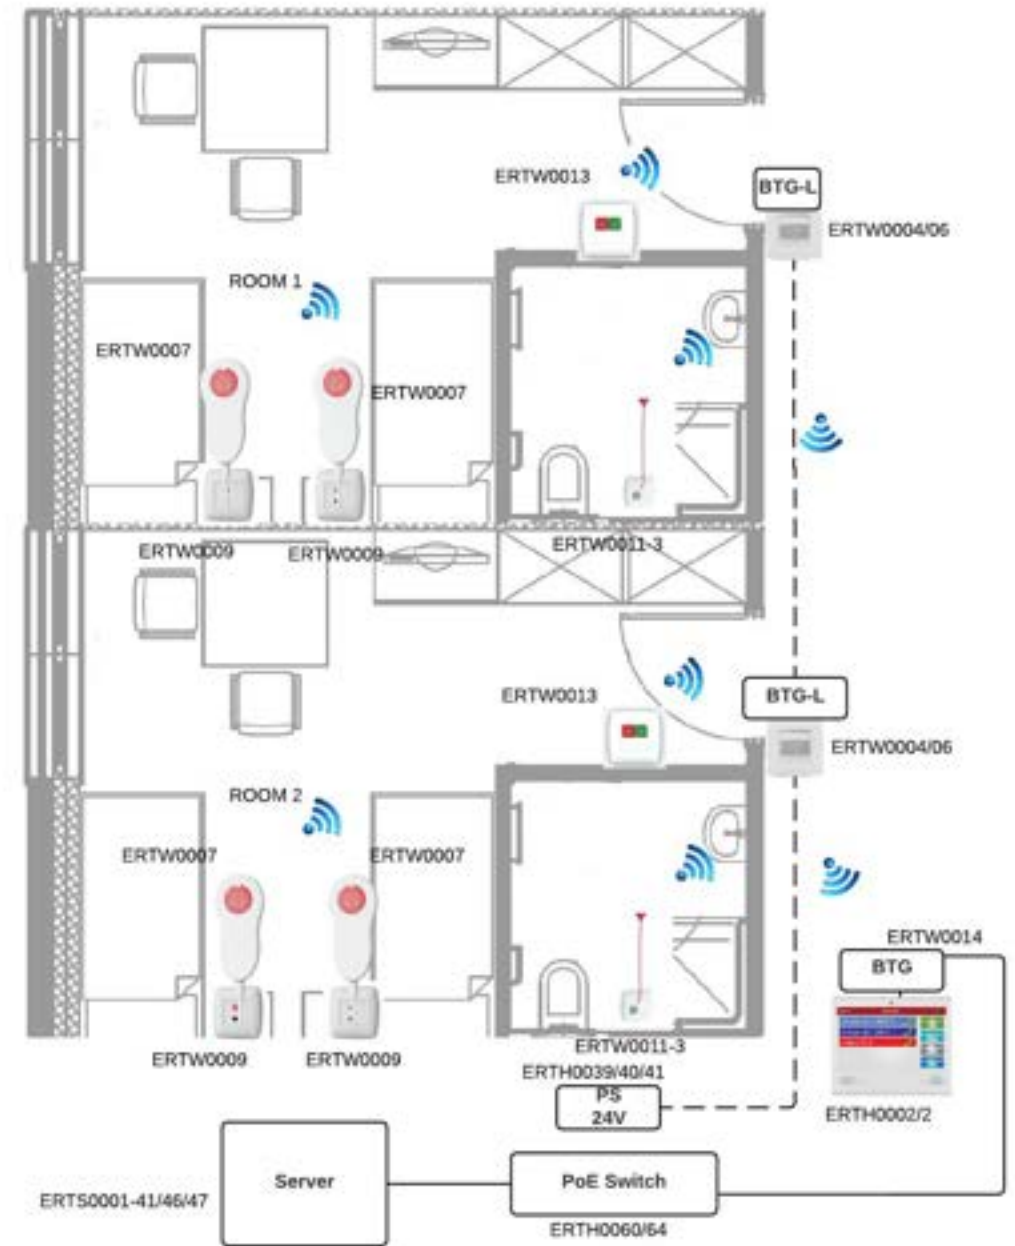 ERTW0013
BTG-L
ERTW0004/06
ROOM 1
ERTW0007
ERTW0007
ERTW0009
ERTW0009
ERTW0011-3
BTG-L
ERTW0013
ERTW0004/06
ROOM 2
ERTW0007
ERTW0007
ERTW0014
BTG
ERTW0009
ERTW0009
ERTW0011-3
ERTH0039/40/41
PS
24V
ERTH0002/2
Server
PoE Switch
ERTS0001-41/46/47
ERTH0060/64